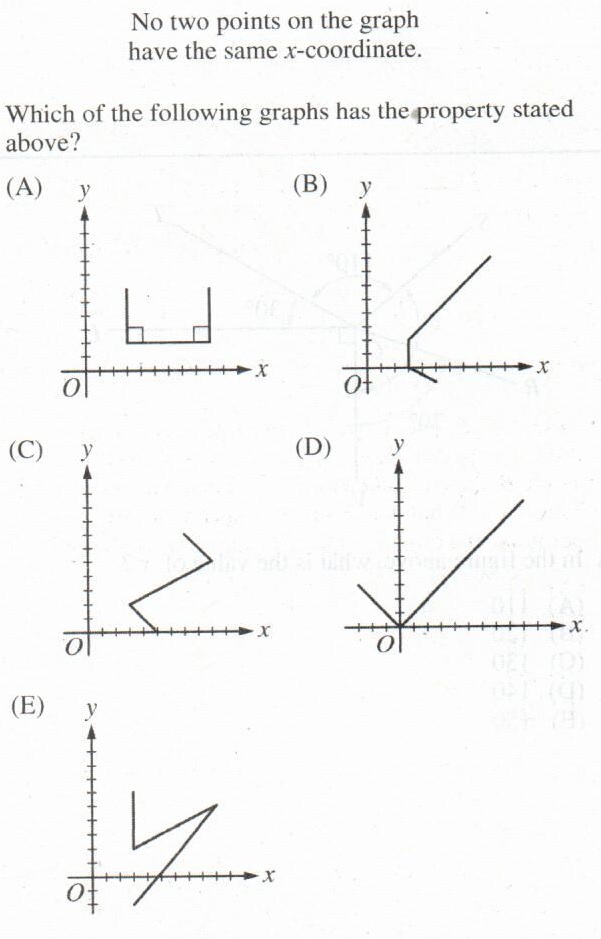 No two points on the graph
have the same x-coordinate.
Which of the following graphs has the property stated
above?
(A) y
x
O
(B) y
x
O
(C) y
x
O
(D) y
x
O
(E) y
x
O